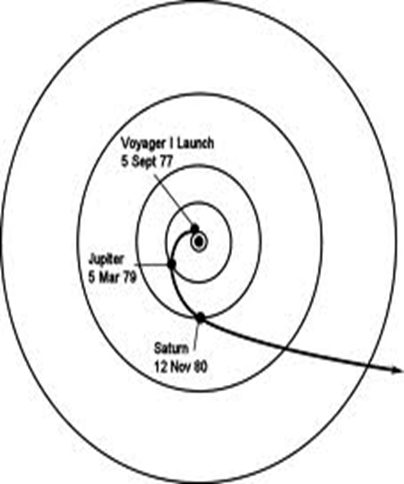 Voyager I Launch
5 Sept 77
Jupiter
5 Mar 79
Saturn
12 Nov 80